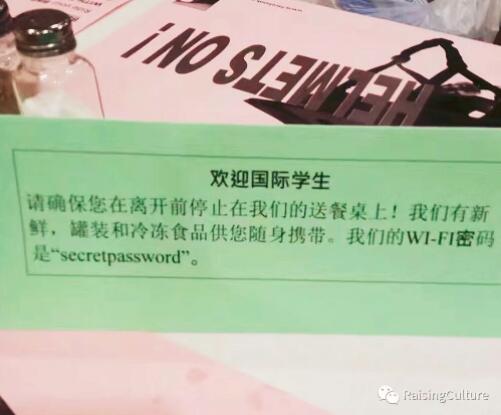 HELMETS ON!
欢迎国际学生
请确保您在离开前停止在我们的送餐桌上！我们有新
鲜，罐装和冷冻食品供您随身携带。我们的WI-FI密码
是“secretpassword”。
RaisingCulture